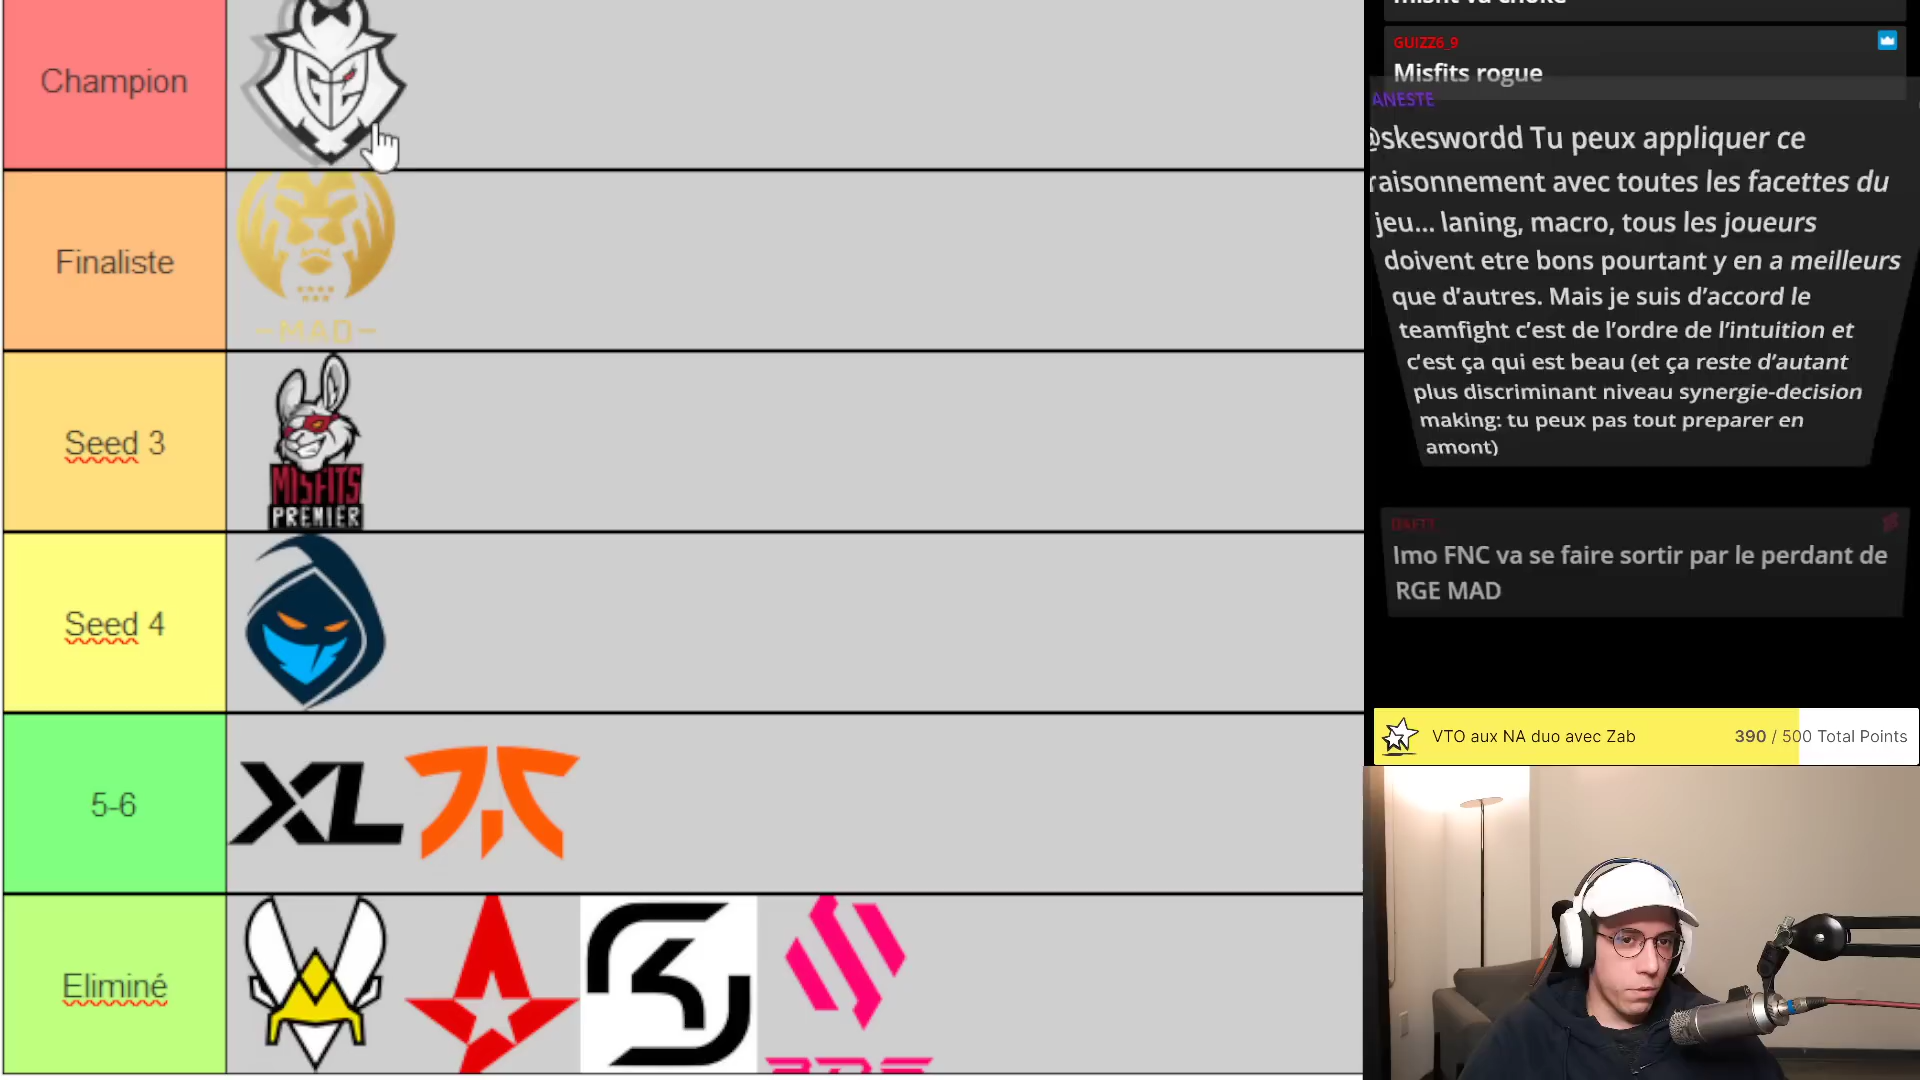 Champion
G2
Finaliste
-MAD-
Seed 3
MISFITS
PREMIER
Seed 4
5-6
XL
Eliminé
GUIZZ6_9
Misfits rogue
ANESTE
@skeswordd Tu peux appliquer ce
raisonnement avec toutes les facettes du
jeu... laning, macro, tous les joueurs
doivent etre bons pourtant y en a meilleurs
que d'autres. Mais je suis d'accord le
teamfight c'est de l'ordre de l'intuition et
c'est ça qui est beau (et ça reste d'autant
plus discriminant niveau synergie-decision
making: tu peux pas tout preparer en
amont)
Imo FNC va se faire sortir par le perdant de
RGE MAD
VTO aux NA duo avec Zab
390 / 500 Total Points